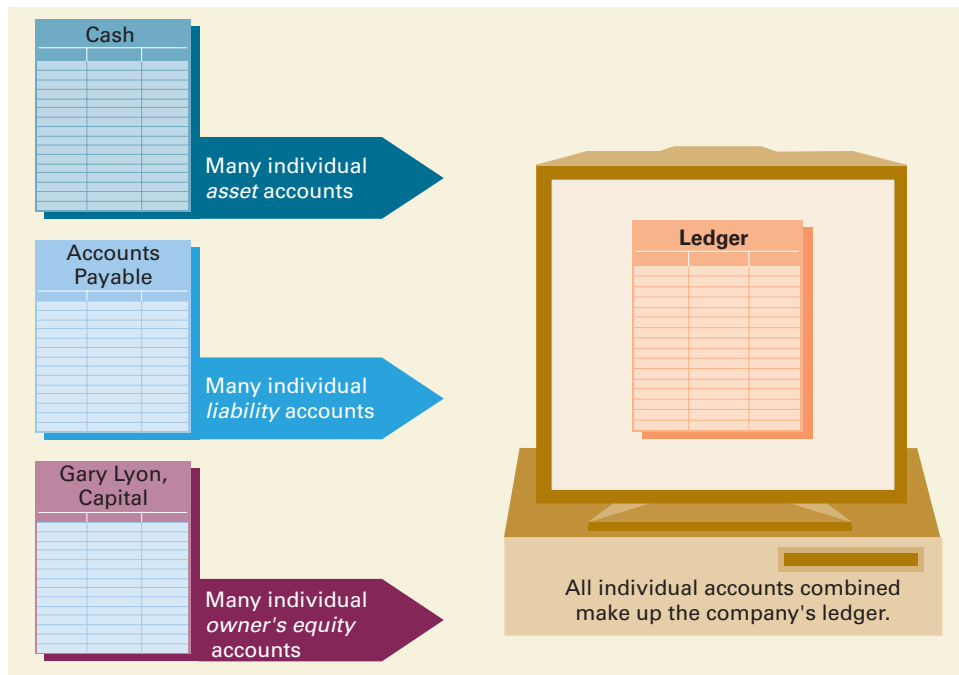 Cash
Many individual
asset accounts
Accounts
Payable
Many individual
liability accounts
Gary Lyon,
Capital
Many individual
owner's equity
accounts
Ledger
All individual accounts combined
make up the company's ledger.